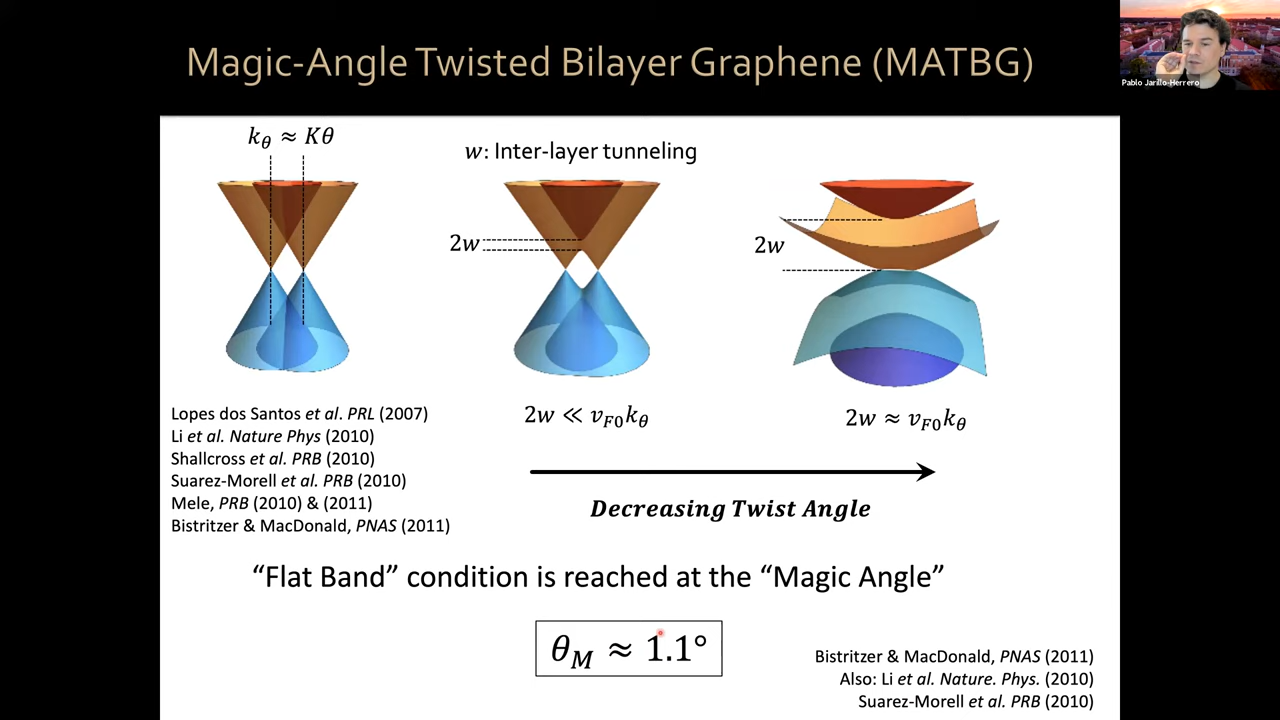 Magic-Angle Twisted Bilayer Graphene (MATBG)
Pablo Jarillo-Herrero
k_θ ≈ Kθ
w: Inter-layer tunneling
2w
2w
Lopes dos Santos et al. PRL (2007)
Li et al. Nature Phys (2010)
Shallcross et al. PRB (2010)
Suarez-Morell et al. PRB (2010)
Mele, PRB (2010) & (2011)
Bistritzer & MacDonald, PNAS (2011)
2w ≪ v_F0 k_θ
2w ≈ v_F0 k_θ
Decreasing Twist Angle
“Flat Band” condition is reached at the “Magic Angle”
θ_M ≈ 1.1°
Bistritzer & MacDonald, PNAS (2011)
Also: Li et al. Nature. Phys. (2010)
Suarez-Morell et al. PRB (2010)